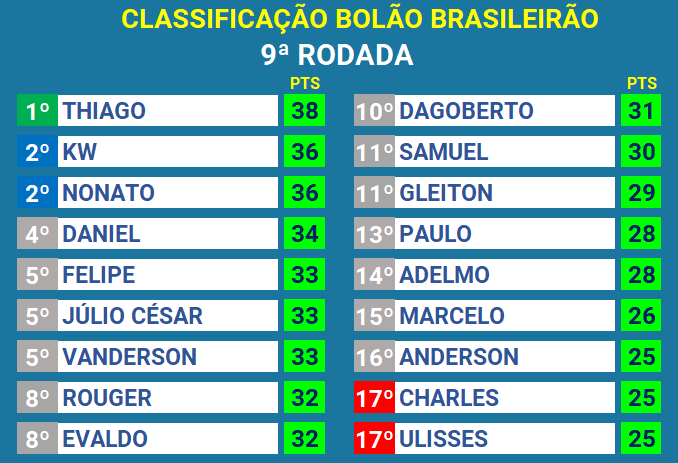 CLASSIFICAÇÃO BOLÃO BRASILEIRÃO
9ª RODADA
PTS
1º THIAGO 38
2º KW 36
2º NONATO 36
4º DANIEL 34
5º FELIPE 33
5º JÚLIO CÉSAR 33
5º VANDERSON 33
8º ROUGER 32
8º EVALDO 32
PTS
10º DAGOBERTO 31
11º SAMUEL 30
11º GLEITON 29
13º PAULO 28
14º ADELMO 28
15º MARCELO 26
16º ANDERSON 25
17º CHARLES 25
17º ULISSES 25